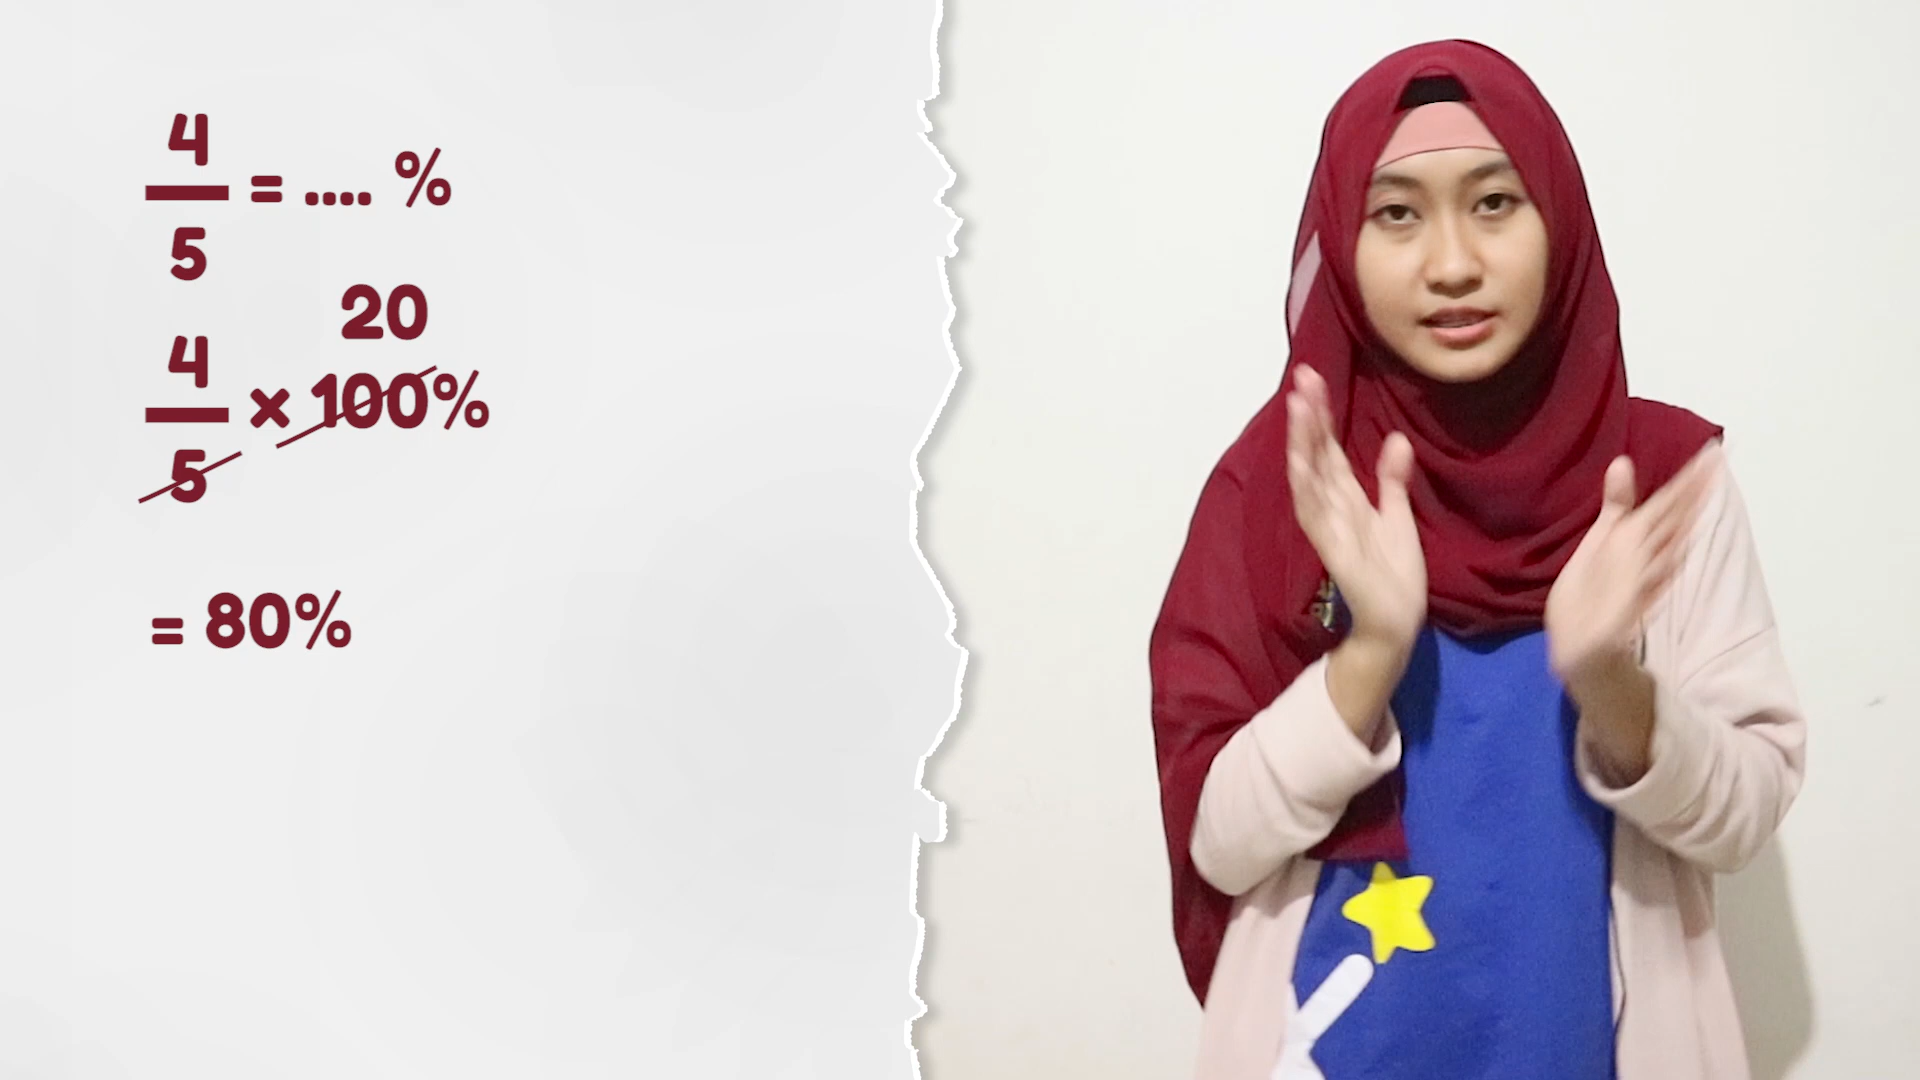 4/5 = .... %
20
4/5 × 100%
= 80%